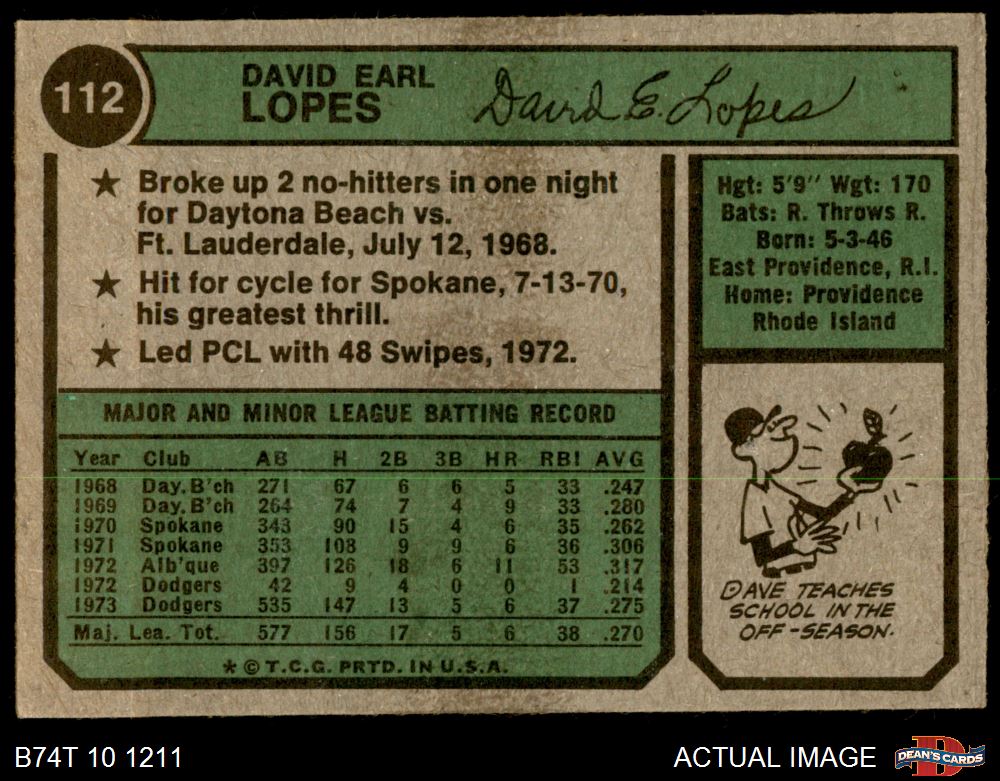 112
DAVID EARL
LOPES
David E. Lopes
★ Broke up 2 no-hitters in one night
for Daytona Beach vs.
Ft. Lauderdale, July 12, 1968.
★ Hit for cycle for Spokane, 7-13-70,
his greatest thrill.
★ Led PCL with 48 Swipes, 1972.
Hgt: 5'9" Wgt: 170
Bats: R. Throws R.
Born: 5-3-46
East Providence, R.I.
Home: Providence
Rhode Island
MAJOR AND MINOR LEAGUE BATTING RECORD
Year Club AB H 2B 3B HR RBI AVG
1968 Day. B'ch 271 67 6 6 5 33 .247
1969 Day. B'ch 264 74 7 4 9 33 .280
1970 Spokane 343 90 15 4 6 35 .262
1971 Spokane 353 108 9 9 6 36 .306
1972 Alb'que 397 126 18 6 11 53 .317
1972 Dodgers 42 9 4 0 0 1 .214
1973 Dodgers 535 147 13 5 6 37 .275
Maj. Lea. Tot. 577 156 17 5 6 38 .270
* © T.C.G. PRTD. IN U.S.A.
DAVE TEACHES
SCHOOL IN THE
OFF-SEASON.
B74T 10 1211
ACTUAL IMAGE
DEAN'S CARDS